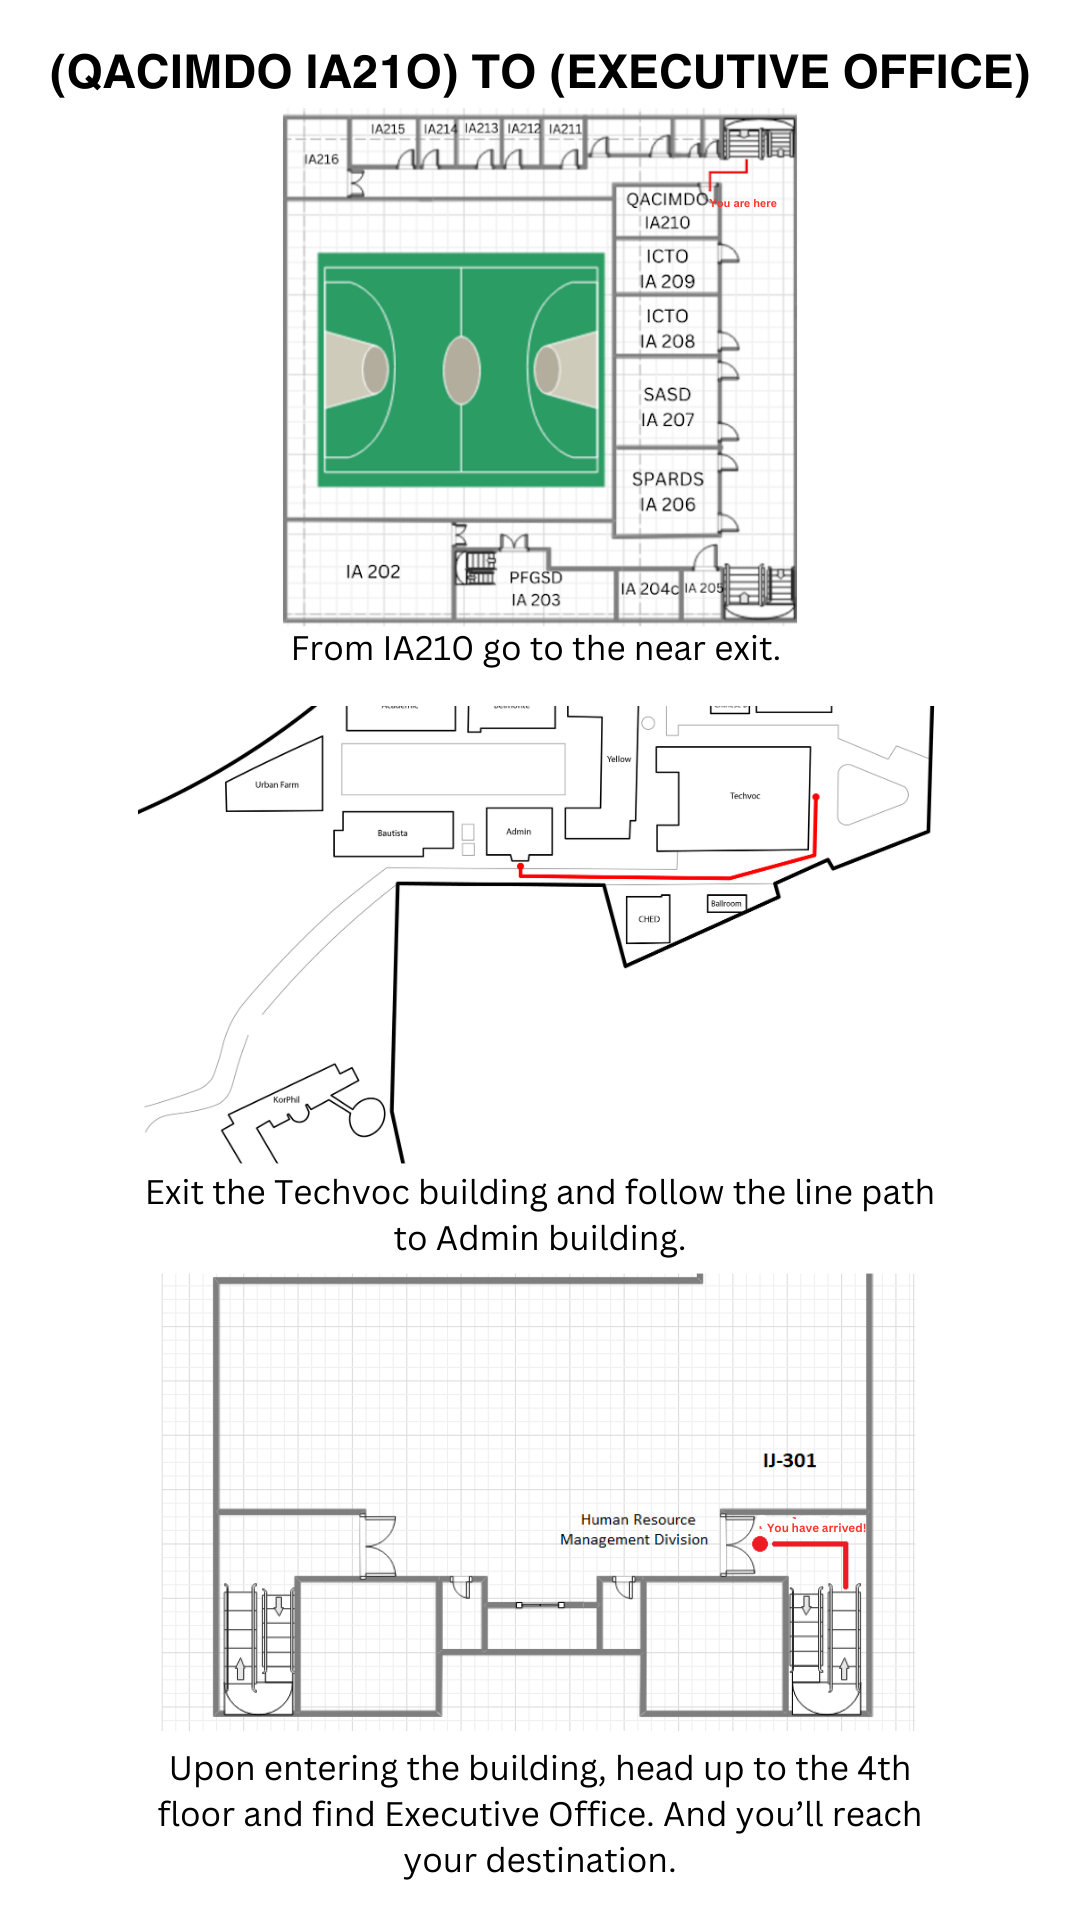 (QACIMDO IA21O) TO (EXECUTIVE OFFICE)
IA215
IA214
IA213
IA212
IA211
IA216
QACIMDO
IA210
You are here
ICTO
IA 209
ICTO
IA 208
SASD
IA 207
SPARDS
IA 206
IA 202
PFGSD
IA 203
IA 204c
IA 205
From IA210 go to the near exit.
Academic
Belmonte
Yellow
Urban Farm
Techvoc
Bautista
Admin
CHED
Ballroom
KorPhil
Exit the Techvoc building and follow the line path
to Admin building.
IJ-301
Human Resource
Management Division
You have arrived!
Upon entering the building, head up to the 4th
floor and find Executive Office. And you’ll reach
your destination.